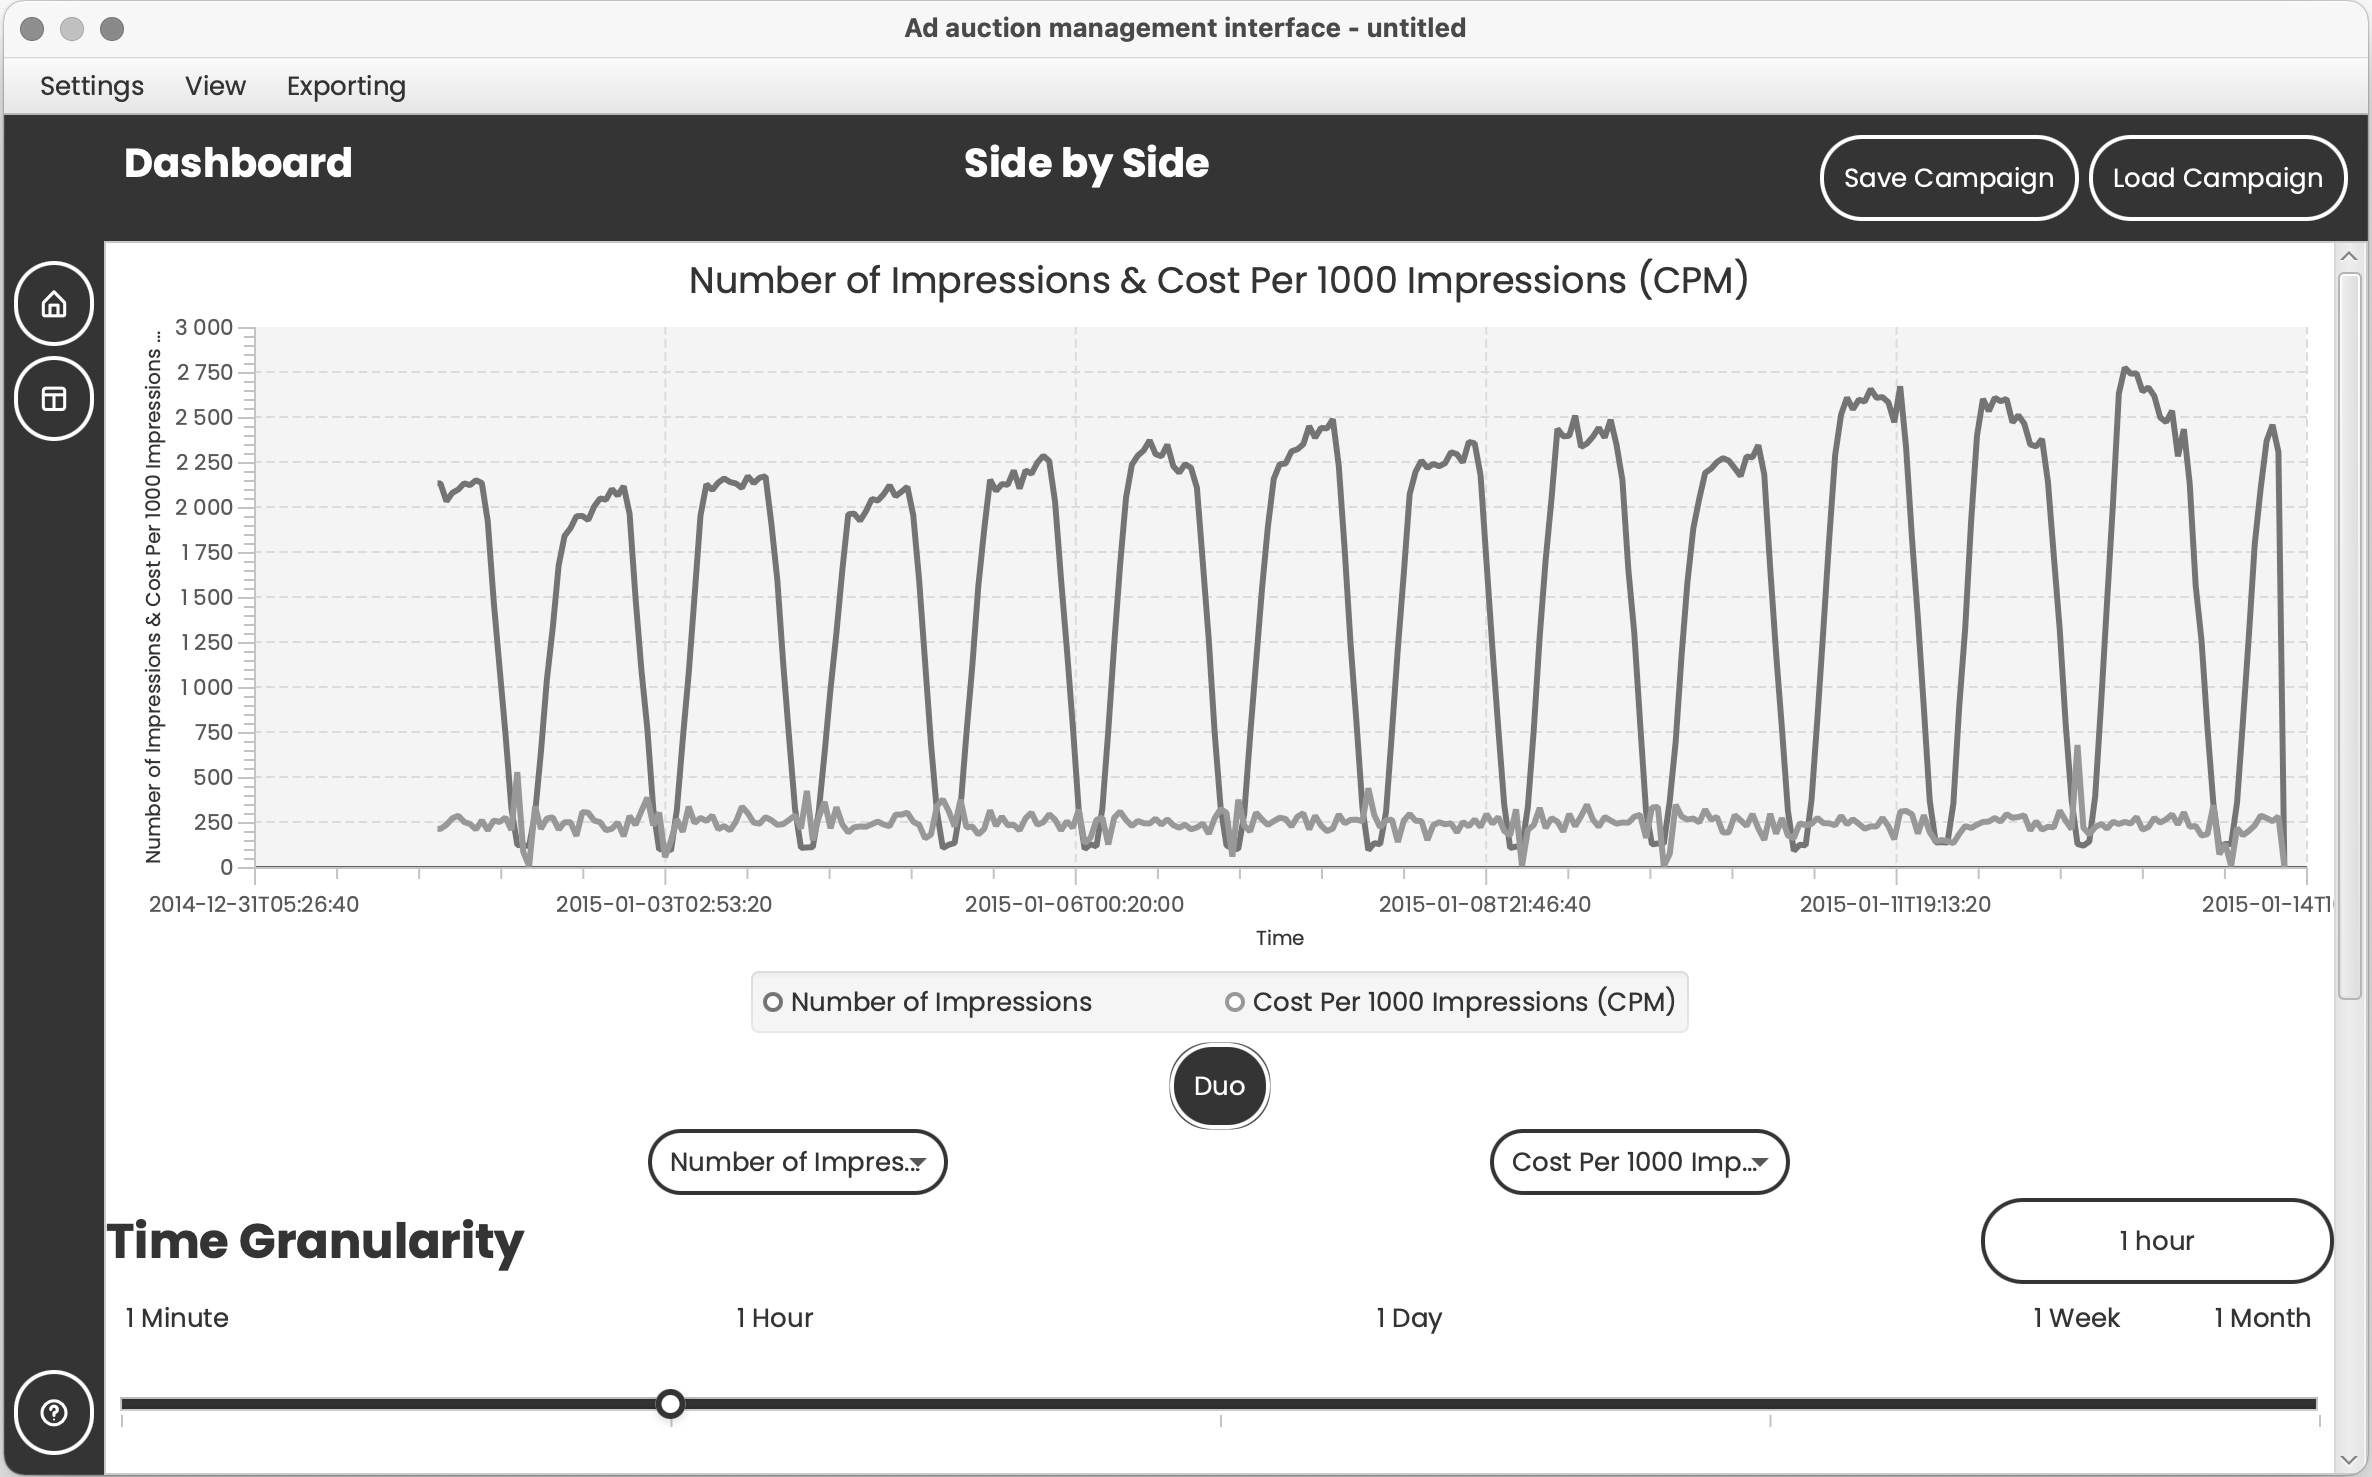 Ad auction management interface - untitled
Settings View Exporting
Dashboard
Side by Side
Save Campaign
Load Campaign
Number of Impressions & Cost Per 1000 Impressions (CPM)
Number of Impressions & Cost Per 1000 Impressions ...
3 000
2 750
2 500
2 250
2 000
1 750
1 500
1 250
1 000
750
500
250
0
2014-12-31T05:26:40
2015-01-03T02:53:20
2015-01-06T00:20:00
2015-01-08T21:46:40
2015-01-11T19:13:20
2015-01-14T1
Time
Number of Impressions
Cost Per 1000 Impressions (CPM)
Duo
Number of Impres...
Cost Per 1000 Imp...
Time Granularity
1 hour
1 Minute
1 Hour
1 Day
1 Week
1 Month